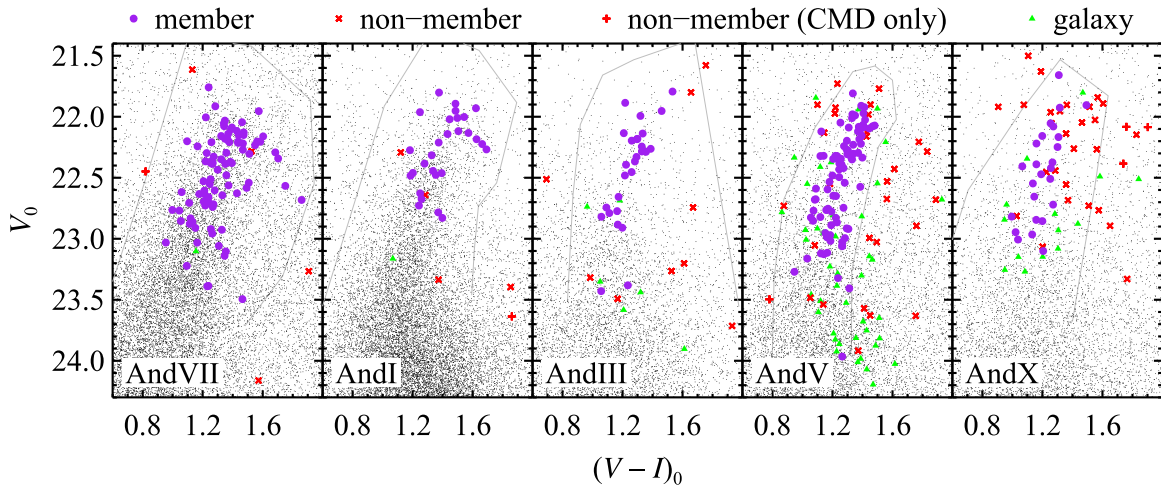 member non−member non−member (CMD only) galaxy
21.5
22.0
22.5
23.0
23.5
24.0
V₀
AndVII AndI AndIII AndV AndX
0.8 1.2 1.6 0.8 1.2 1.6 0.8 1.2 1.6 0.8 1.2 1.6 0.8 1.2 1.6
(V − I)₀